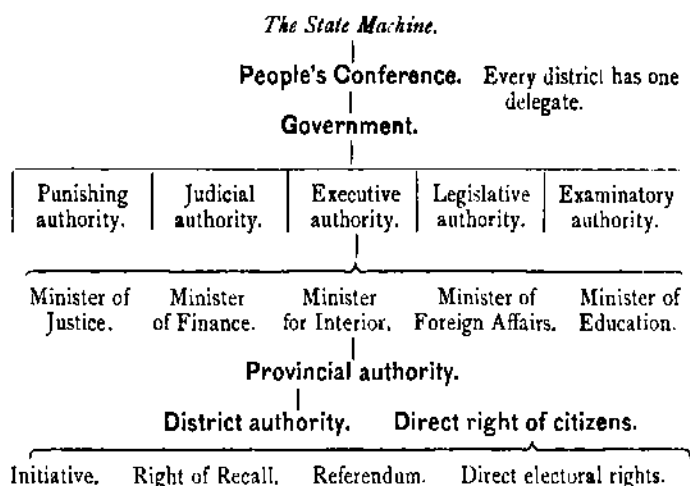 The State Machine.
People's Conference. Every district has one
delegate.
Government.
Punishing authority.
Judicial authority.
Executive authority.
Legislative authority.
Examinatory authority.
Minister of Justice.
Minister of Finance.
Minister for Interior.
Minister of Foreign Affairs.
Minister of Education.
Provincial authority.
District authority. Direct right of citizens.
Initiative. Right of Recall. Referendum. Direct electoral rights.